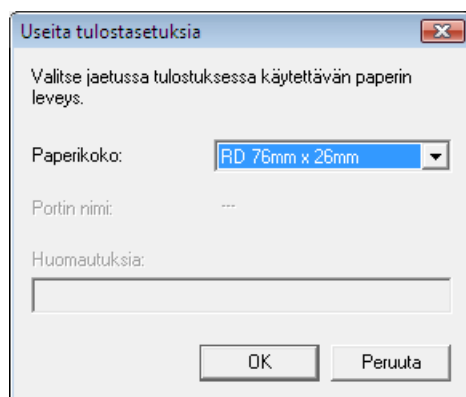 Useita tulostasetuksia
Valitse jaetussa tulostuksessa käytettävän paperin
leveys.
Paperikoko: RD 76mm x 26mm
Portin nimi: ---
Huomautuksia:
OK Peruuta